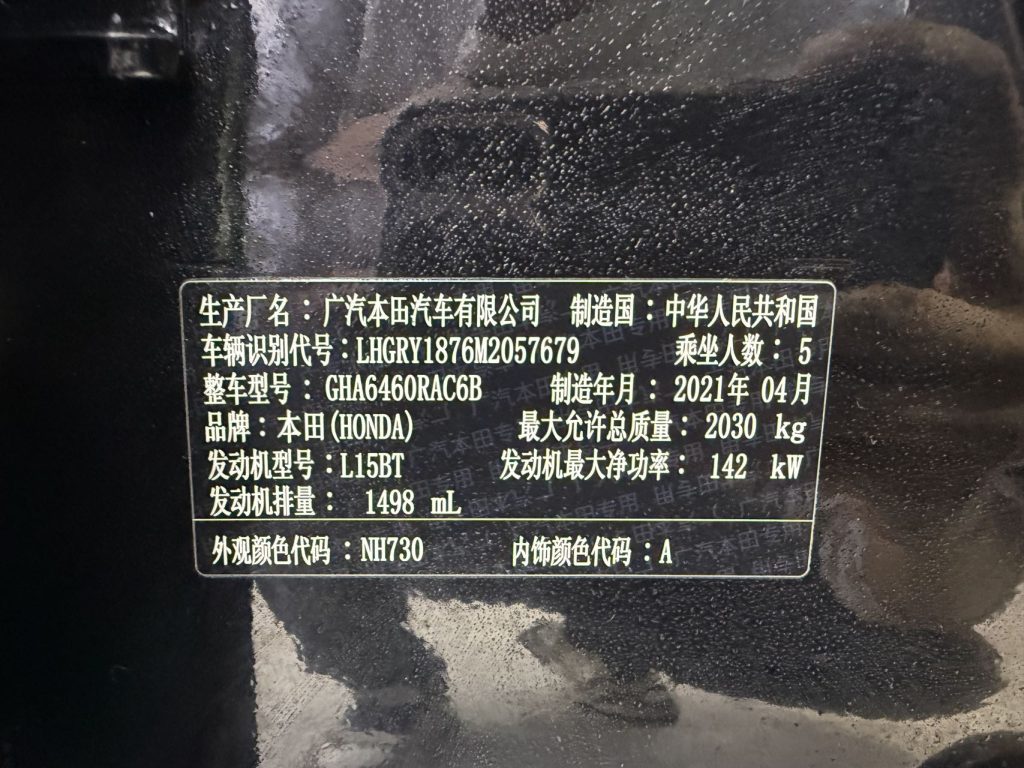 生产厂名：广汽本田汽车有限公司 制造国：中华人民共和国
车辆识别代号：LHGRY1876M2057679 乘坐人数：5
整车型号：GHA6460RAC6B 制造年月：2021年 04月
品牌：本田(HONDA) 最大允许总质量：2030 kg
发动机型号：L15BT 发动机最大净功率：142 kW
发动机排量：1498 mL
外观颜色代码：NH730 内饰颜色代码：A